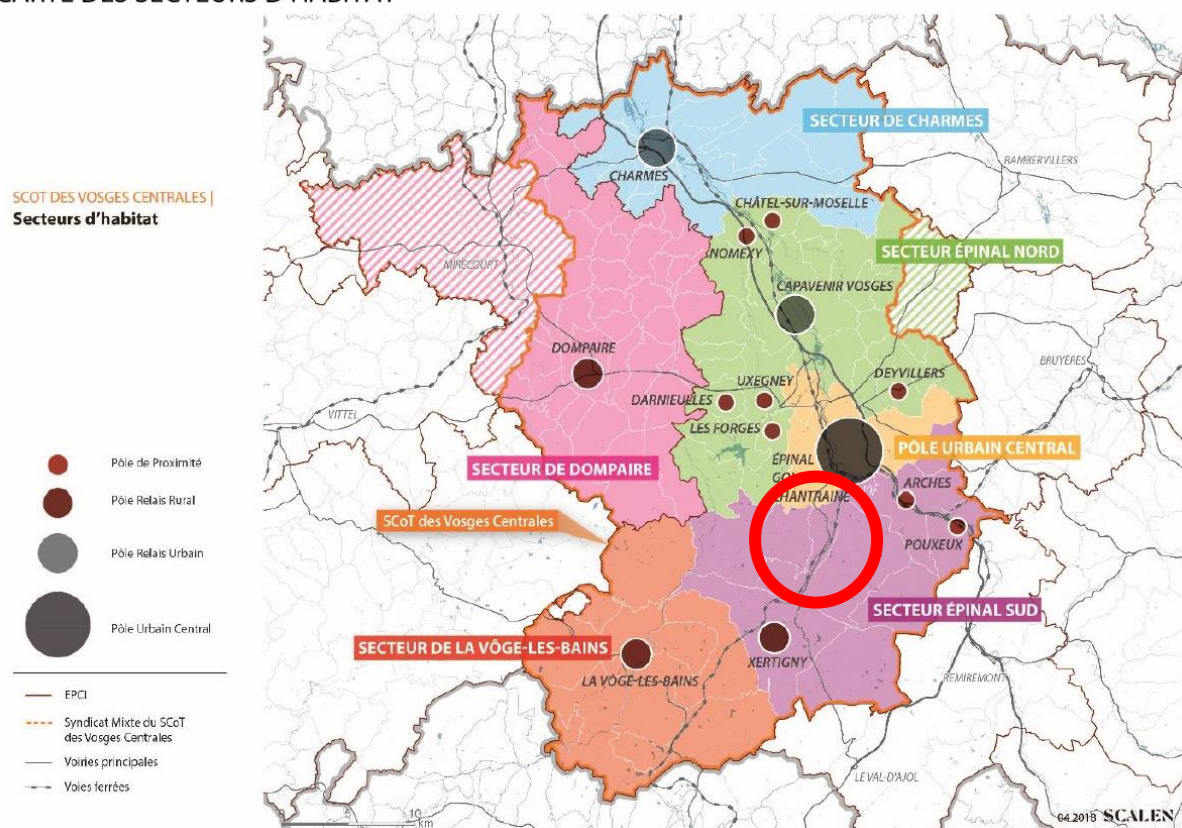 CARTE DES SECTEURS D'HABITAT
SCOT DES VOSGES CENTRALES |
Secteurs d'habitat
SECTEUR DE CHARMES
RAMBERVILLERS
CHARMES
CHÂTEL-SUR-MOSELLE
NOMEXY
SECTEUR ÉPINAL NORD
MIRECOURT
CAPAVENIR VOSGES
DOMPAIRE
BRUYÈRES
DEYVILLERS
UXEGNEY
DARNIEULLES
VITTEL
LES FORGES
PÔLE URBAIN CENTRAL
ÉPINAL
SECTEUR DE DOMPAIRE
ARCHES
CHANTRAINE
SCoT des Vosges Centrales
POUXEUX
SECTEUR ÉPINAL SUD
SECTEUR DE LA VÔGE-LES-BAINS
XERTIGNY
LA VÔGE-LES-BAINS
REMIREMONT
LE VAL-D'AJOL
Pôle de Proximité
Pôle Relais Rural
Pôle Relais Urbain
Pôle Urbain Central
EPCI
Syndicat Mixte du SCoT
des Vosges Centrales
Voiries principales
Voies ferrées
0
10
km
04.2018 SCALEN